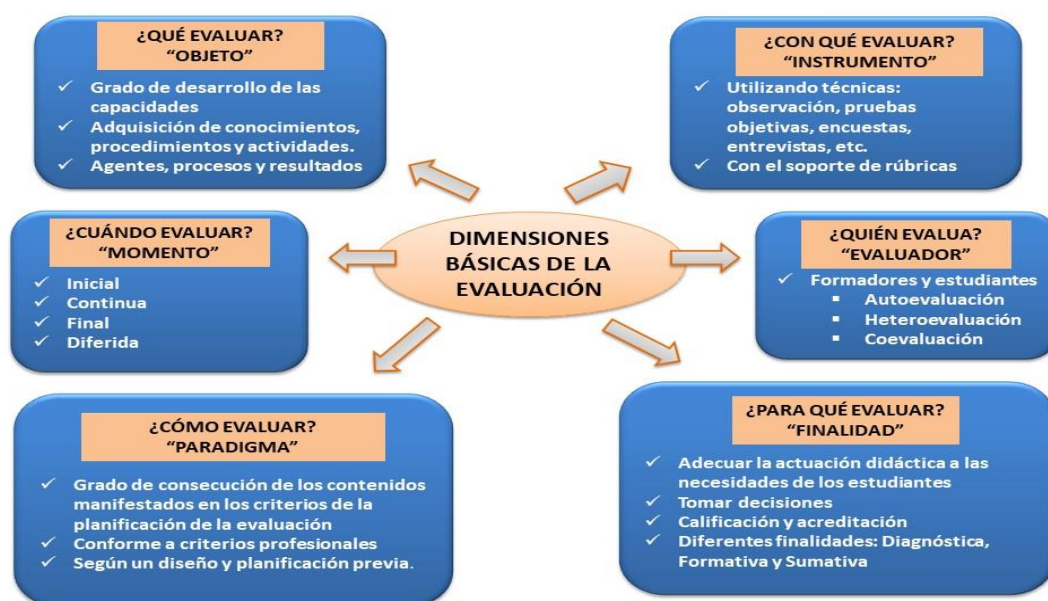 ¿QUÉ EVALUAR?
“OBJETO”
✓ Grado de desarrollo de las
capacidades
✓ Adquisición de conocimientos,
procedimientos y actividades.
✓ Agentes, procesos y resultados
¿CON QUÉ EVALUAR?
“INSTRUMENTO”
✓ Utilizando técnicas:
observación, pruebas
objetivas, encuestas,
entrevistas, etc.
✓ Con el soporte de rúbricas
¿CUÁNDO EVALUAR?
“MOMENTO”
✓ Inicial
✓ Continua
✓ Final
✓ Diferida
DIMENSIONES
BÁSICAS DE LA
EVALUACIÓN
¿QUIÉN EVALUA?
“EVALUADOR”
✓ Formadores y estudiantes
▪ Autoevaluación
▪ Heteroevaluación
▪ Coevaluación
¿CÓMO EVALUAR?
“PARADIGMA”
✓ Grado de consecución de los contenidos
manifestados en los criterios de la
planificación de la evaluación
✓ Conforme a criterios profesionales
✓ Según un diseño y planificación previa.
¿PARA QUÉ EVALUAR?
“FINALIDAD”
✓ Adecuar la actuación didáctica a las
necesidades de los estudiantes
✓ Tomar decisiones
✓ Calificación y acreditación
✓ Diferentes finalidades: Diagnóstica,
Formativa y Sumativa